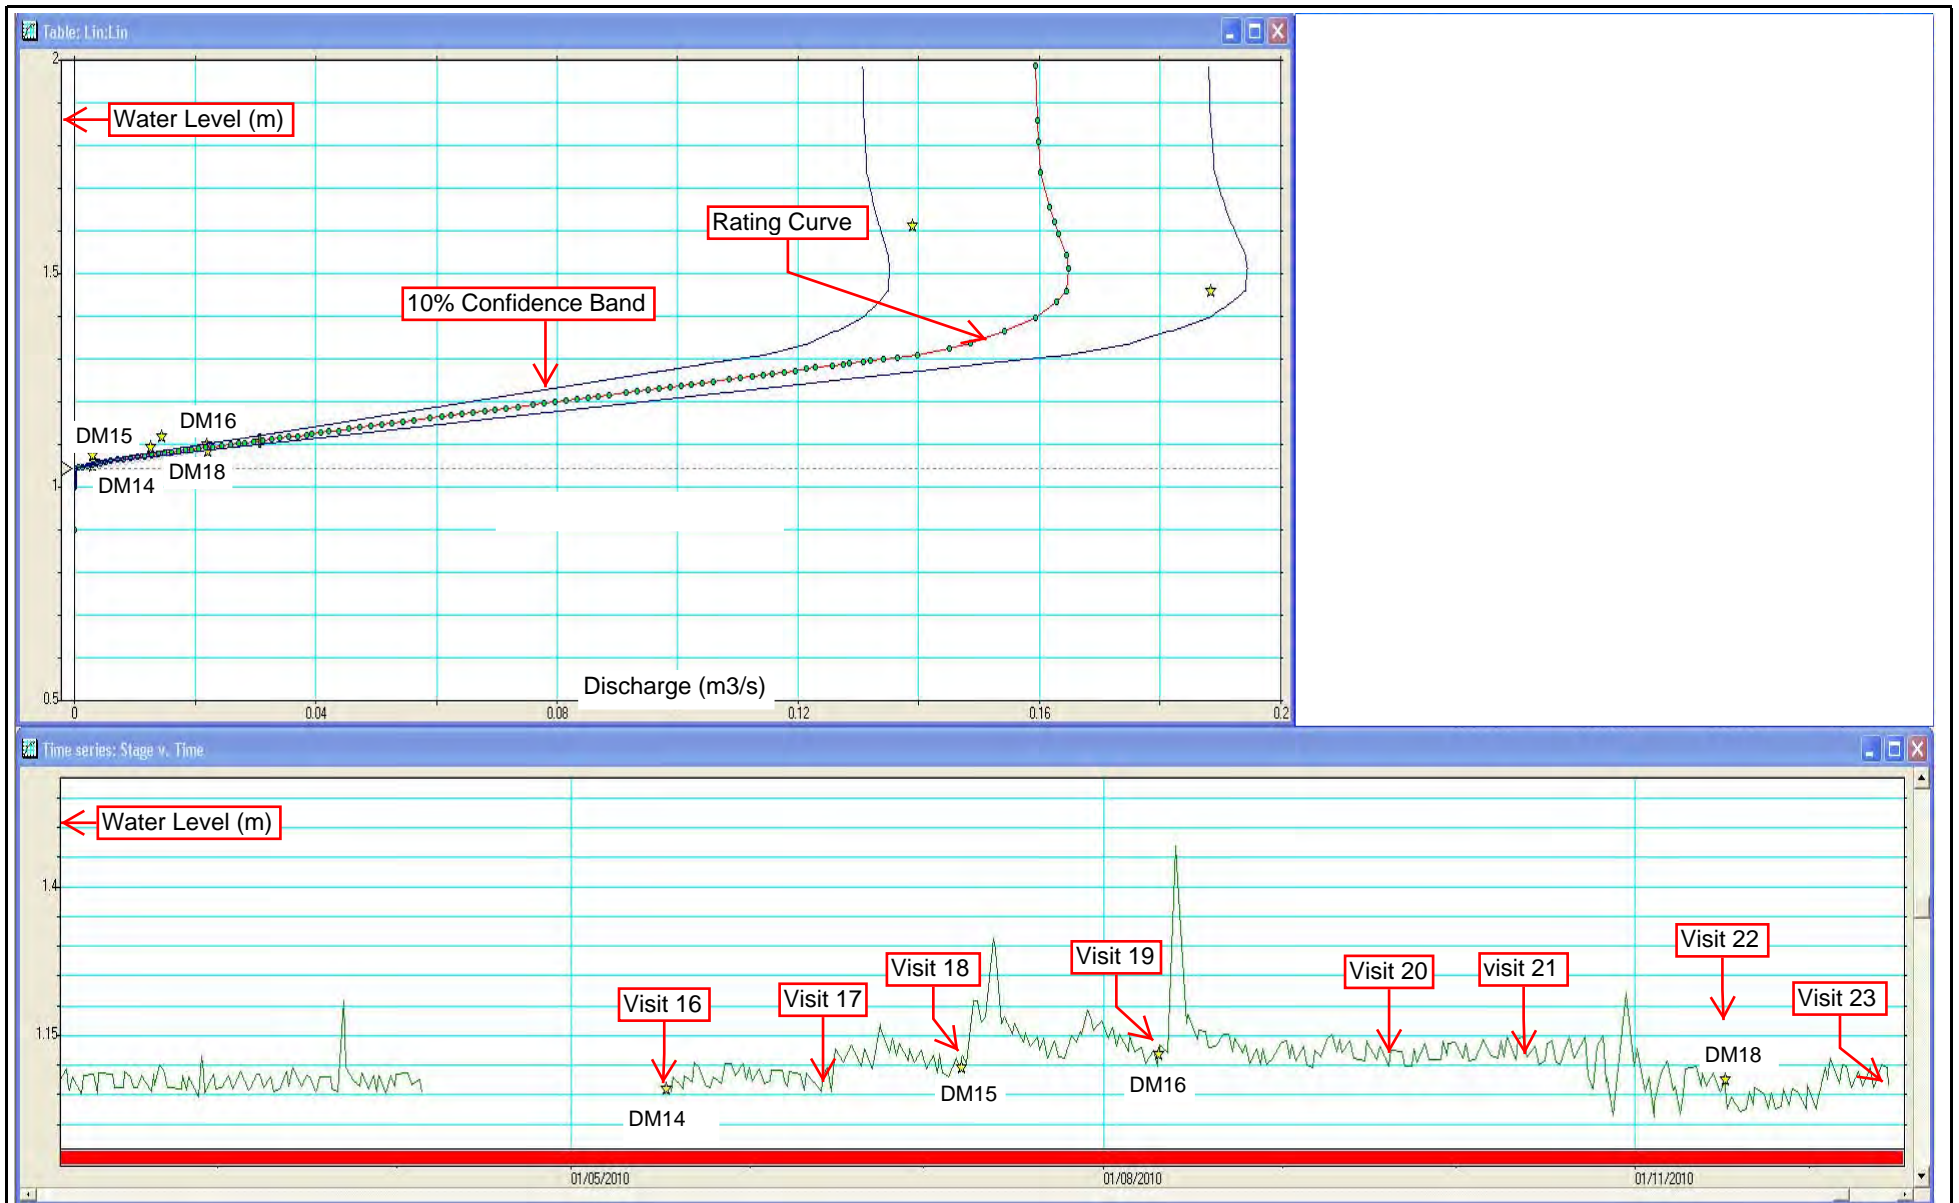 Table: Lin:Lin
2
Water Level (m)
Rating Curve
1.5
10% Confidence Band
DM16
DM15
DM18
DM14
1
0.5
Discharge (m3/s)
0
0.04
0.08
0.12
0.16
0.2
Time series: Stage v. Time
Water Level (m)
1.4
Visit 22
Visit 19
Visit 18
Visit 20
visit 21
Visit 17
Visit 16
Visit 23
1.15
DM18
DM16
DM15
DM14
01/05/2010
01/08/2010
01/11/2010